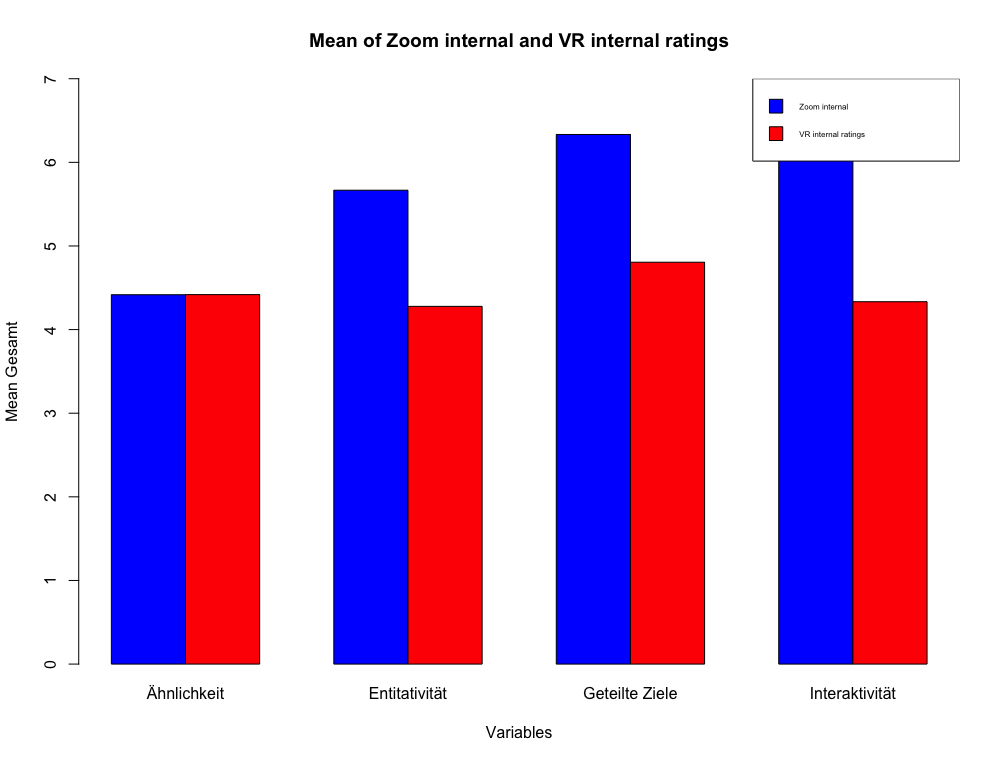 Mean of Zoom internal and VR internal ratings
7
6
5
4
3
2
1
0
Mean Gesamt
Zoom internal
VR internal ratings
Ähnlichkeit
Entitativität
Geteilte Ziele
Interaktivität
Variables